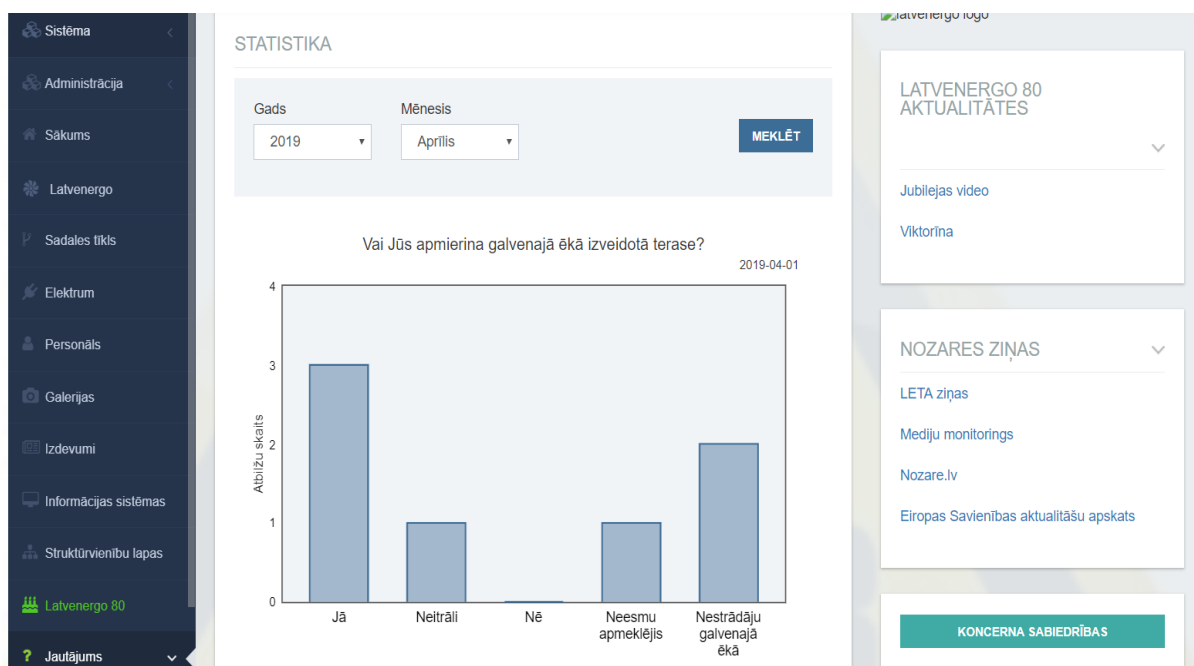 Sistēma
Administrācija
Sākums
Latvenergo
Sadales tīkls
Elektrum
Personāls
Galerijas
Izdevumi
Informācijas sistēmas
Struktūrvienību lapas
Latvenergo 80
? Jautājums
STATISTIKA
Gads
Mēnesis
2019
Aprīlis
MEKLĒT
Vai Jūs apmierina galvenajā ēkā izveidotā terase?
2019-04-01
Atbilžu skaits
4
3
2
1
0
Jā
Neitrāli
Nē
Neesmu
apmeklējis
Nestrādāju
galvenajā
ēkā
latvenergo logo
LATVENERGO 80
AKTUALITĀTES
Jubilejas video
Viktorīna
NOZARES ZIŅAS
LETA ziņas
Mediju monitorings
Nozare.lv
Eiropas Savienības aktualitāšu apskats
KONCERNA SABIEDRĪBAS